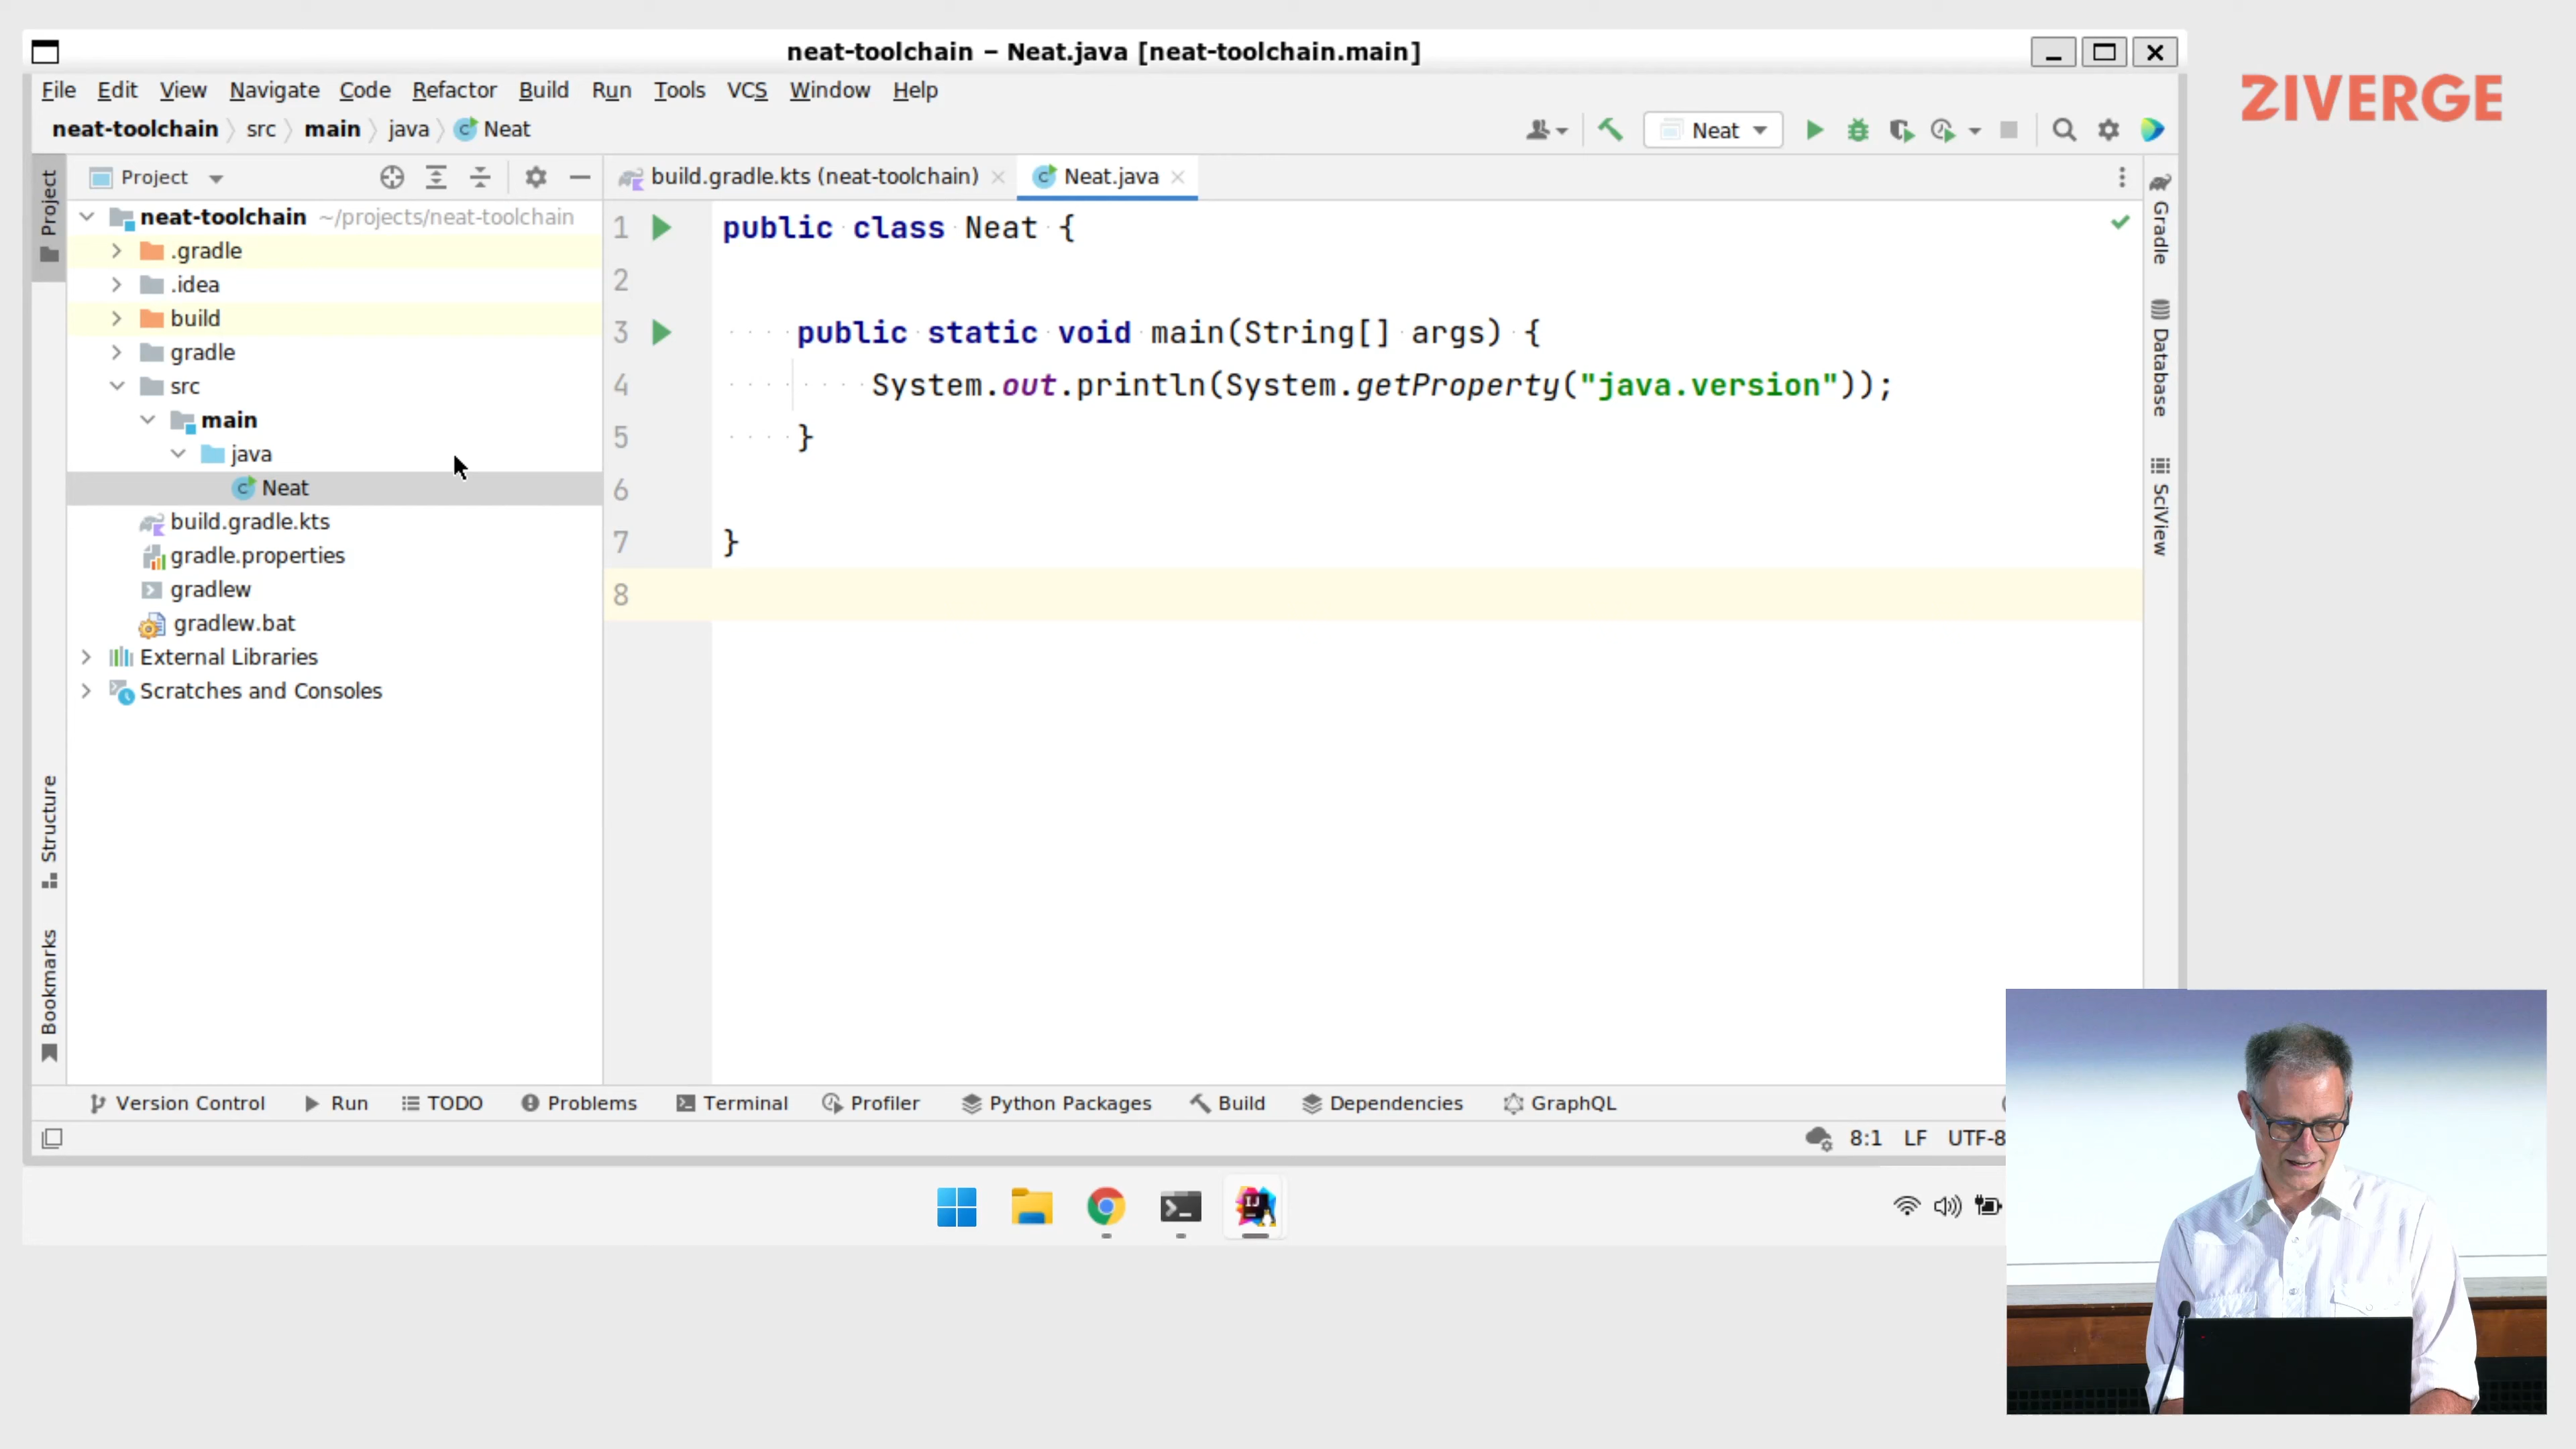 neat-toolchain – Neat.java [neat-toolchain.main]
ZIVERGE
File Edit View Navigate Code Refactor Build Run Tools VCS Window Help
neat-toolchain src main java Neat
Neat
Project
build.gradle.kts (neat-toolchain)
Neat.java
Project
neat-toolchain ~/projects/neat-toolchain
.gradle
.idea
build
gradle
src
main
java
Neat
build.gradle.kts
gradle.properties
gradlew
gradlew.bat
External Libraries
Scratches and Consoles
Structure
Bookmarks
1 public class Neat {
2
3 public static void main(String[] args) {
4 System.out.println(System.getProperty("java.version"));
5 }
6
7 }
8
Gradle
Database
SciView
Version Control Run TODO Problems Terminal Profiler Python Packages Build Dependencies GraphQL
8:1 LF UTF-8